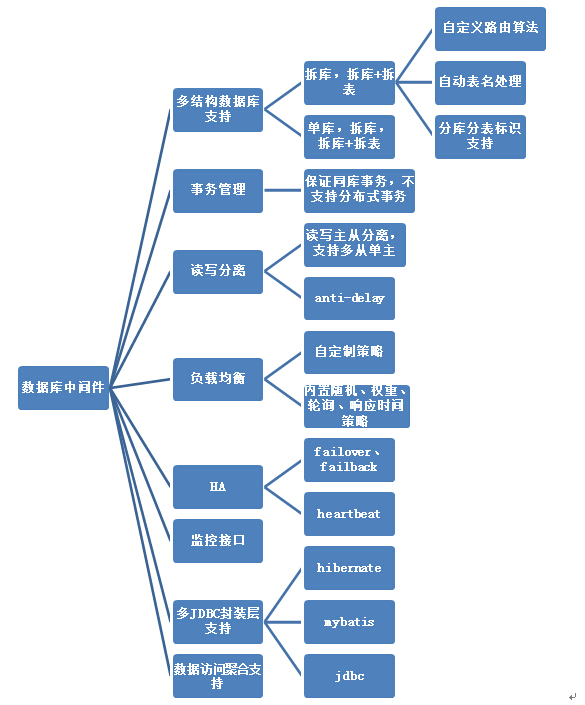 自定义路由算法
拆库，拆库+拆
表
自动表名处理
多结构数据库
支持
单库，拆库，
拆库+拆表
分库分表标识
支持
事务管理
保证同库事务，不
支持分布式事务
读写主从分离，
支持多从单主
读写分离
anti-delay
自定制策略
负载均衡
数据库中间件
内置随机、权重、
轮询、响应时间
策略
failover、
failback
HA
heartbeat
监控接口
hibernate
多JDBC封装层
支持
mybatis
数据访问聚合支
持
jdbc